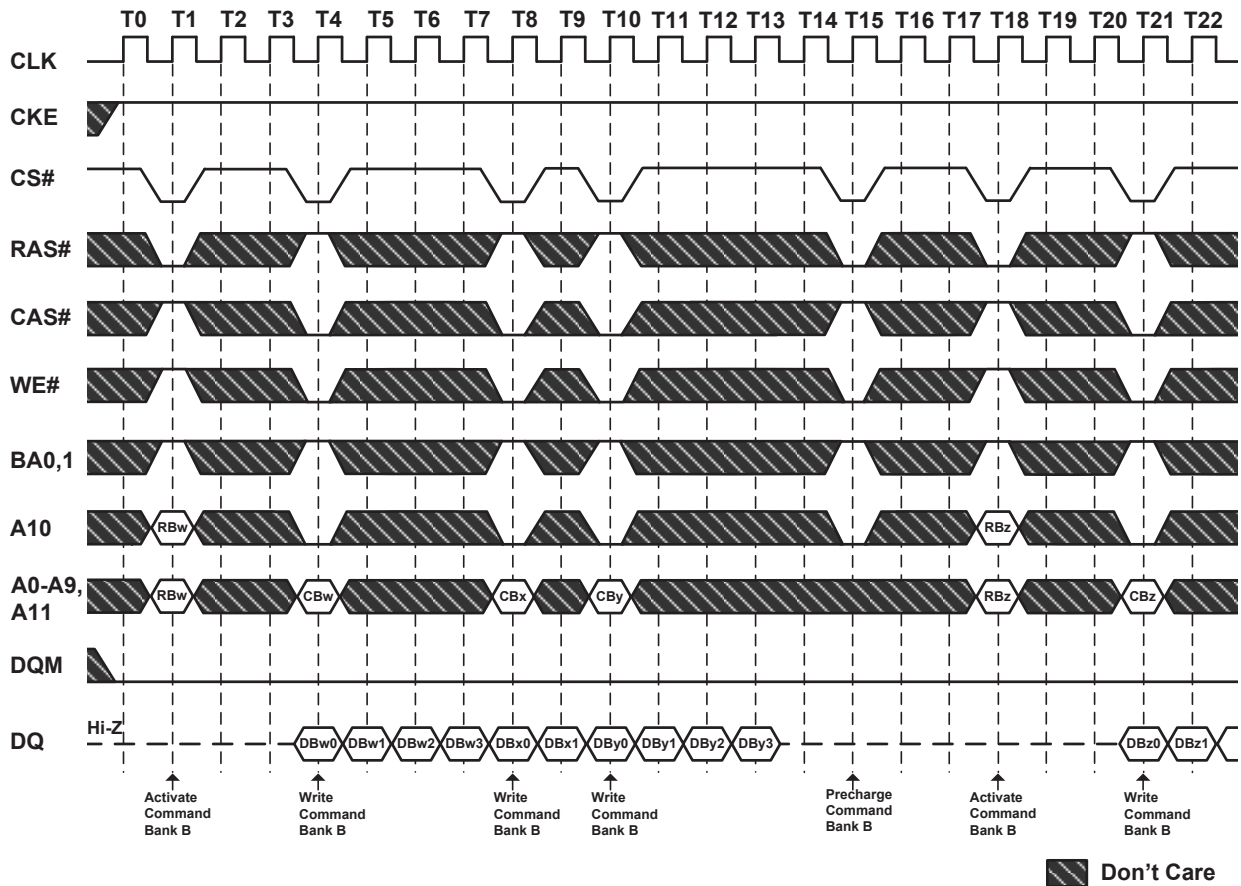 T0 T1 T2 T3 T4 T5 T6 T7 T8 T9 T10 T11 T12 T13 T14 T15 T16 T17 T18 T19 T20 T21 T22
CLK
CKE
CS#
RAS#
CAS#
WE#
BA0,1
A10
RBw RBz
A0-A9,
A11
RBw CBw CBx CBy RBz CBz
DQM
DQ
Hi-Z
DBw0 DBw1 DBw2 DBw3 DBx0 DBx1 DBy0 DBy1 DBy2 DBy3 DBz0 DBz1
Activate
Command
Bank B
Write
Command
Bank B
Write
Command
Bank B
Write
Command
Bank B
Precharge
Command
Bank B
Activate
Command
Bank B
Write
Command
Bank B
Don't Care